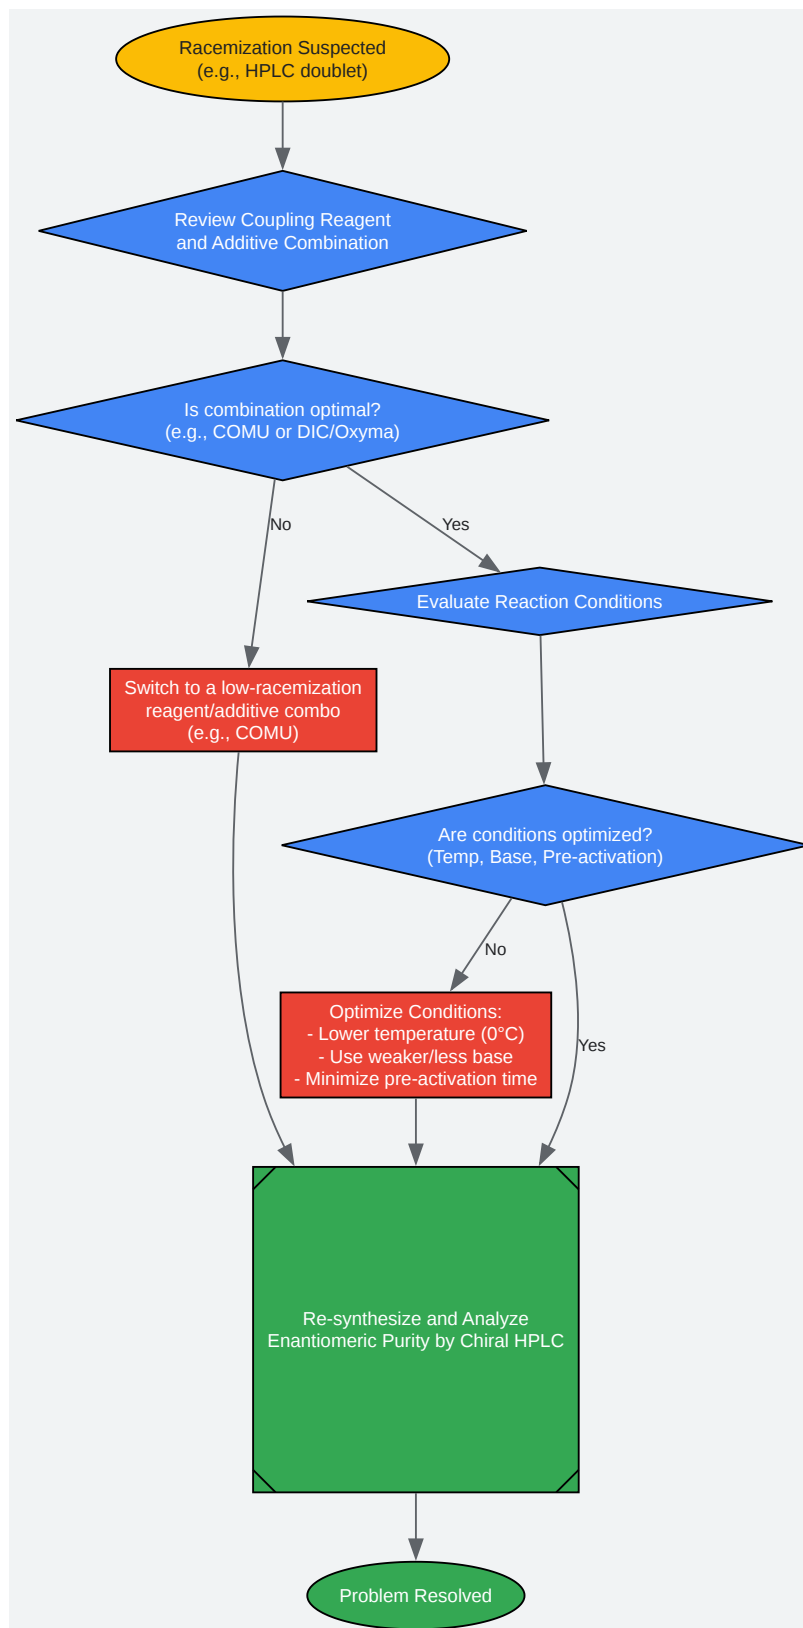 Racemization Suspected
(e.g., HPLC doublet)
Review Coupling Reagent
and Additive Combination
Is combination optimal?
(e.g., COMU or DIC/Oxyma)
No
Yes
Evaluate Reaction Conditions
Switch to a low-racemization
reagent/additive combo
(e.g., COMU)
Are conditions optimized?
(Temp, Base, Pre-activation)
No
Optimize Conditions:
- Lower temperature (0°C)
- Use weaker/less base
- Minimize pre-activation time
Yes
Re-synthesize and Analyze
Enantiomeric Purity by Chiral HPLC
Problem Resolved